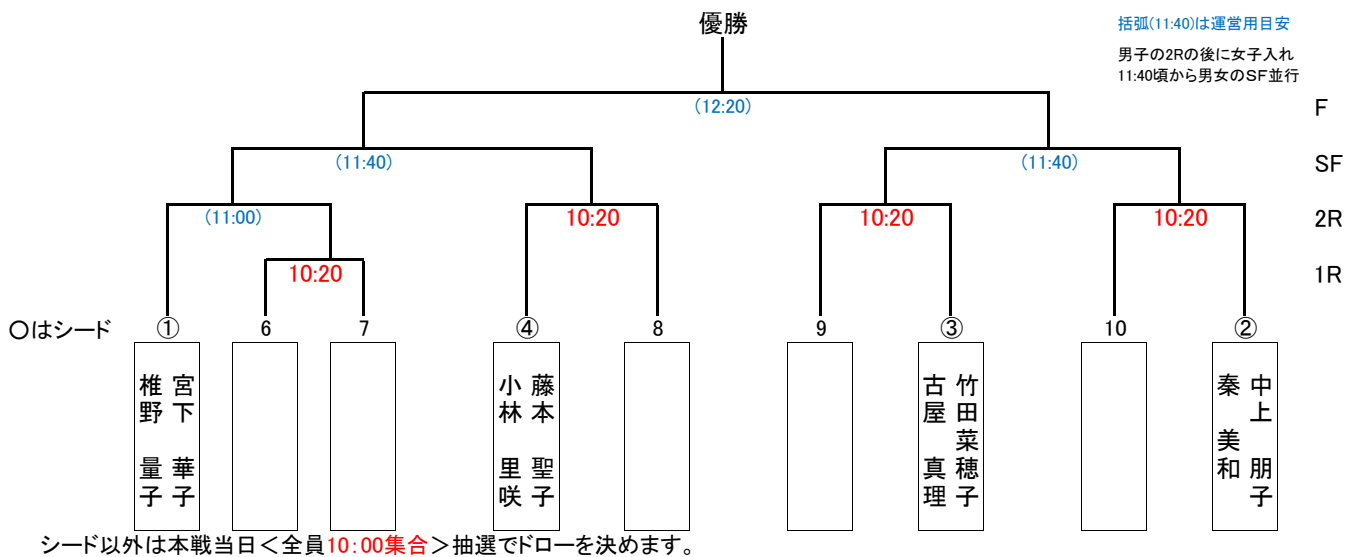 優勝
括弧(11:40)は運営用目安
男子の2Rの後に女子入れ
11:40頃から男女のSF並行
(12:20)
F
(11:40)
(11:40)
SF
(11:00)
10:20
10:20
10:20
2R
10:20
1R
〇はシード
①
6
7
④
8
9
③
10
②
宮下 華子
椎野 量子
藤本 聖子
小林 里咲
竹田菜穂子
古屋 真理
中上 朋子
秦 美和
シード以外は本戦当日＜全員10:00集合＞抽選でドローを決めます。